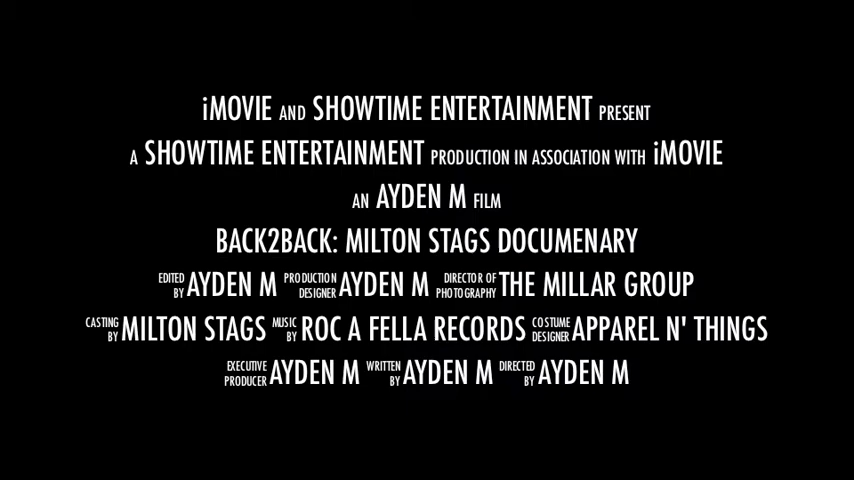 iMOVIE AND SHOWTIME ENTERTAINMENT PRESENT
A SHOWTIME ENTERTAINMENT PRODUCTION IN ASSOCIATION WITH iMOVIE
AN AYDEN M FILM
BACK2BACK: MILTON STAGS DOCUMENARY
EDITED BY AYDEN M PRODUCTION DESIGNER AYDEN M DIRECTOR OF PHOTOGRAPHY THE MILLAR GROUP
CASTING BY MILTON STAGS MUSIC BY ROC A FELLA RECORDS COSTUME DESIGNER APPAREL N' THINGS
EXECUTIVE PRODUCER AYDEN M WRITTEN BY AYDEN M DIRECTED BY AYDEN M